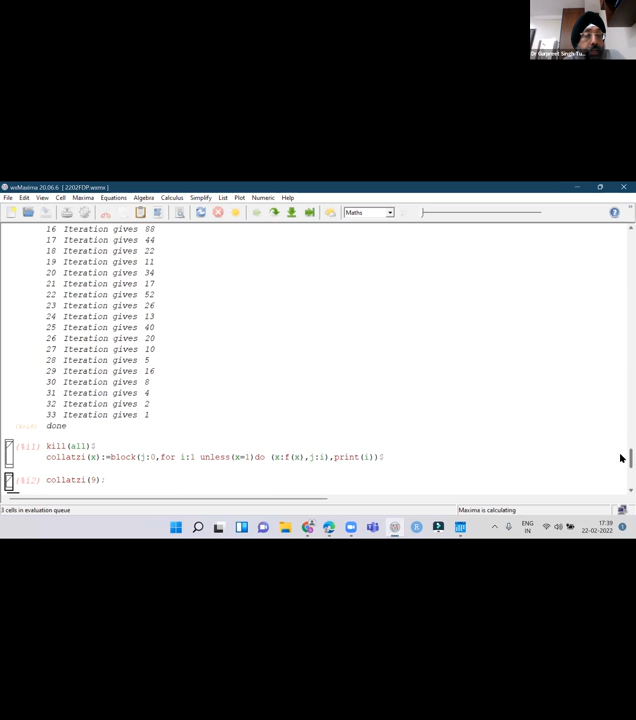 Dr Gurpreet Singh Tu...
wxMaxima 20.06.6 [ 2202FDP.wxmx ]
File Edit View Cell Maxima Equations Algebra Calculus Simplify List Plot Numeric Help
Maths
16 Iteration gives 88
17 Iteration gives 44
18 Iteration gives 22
19 Iteration gives 11
20 Iteration gives 34
21 Iteration gives 17
22 Iteration gives 52
23 Iteration gives 26
24 Iteration gives 13
25 Iteration gives 40
26 Iteration gives 20
27 Iteration gives 10
28 Iteration gives 5
29 Iteration gives 16
30 Iteration gives 8
31 Iteration gives 4
32 Iteration gives 2
33 Iteration gives 1
done
(%i1) kill(all)$
collatzi(x):=block(j:0,for i:1 unless(x=1)do (x:f(x),j:i),print(i))$
(%i2) collatzi(9);
3 cells in evaluation queue
Maxima is calculating
ENG
IN
17:39
22-02-2022